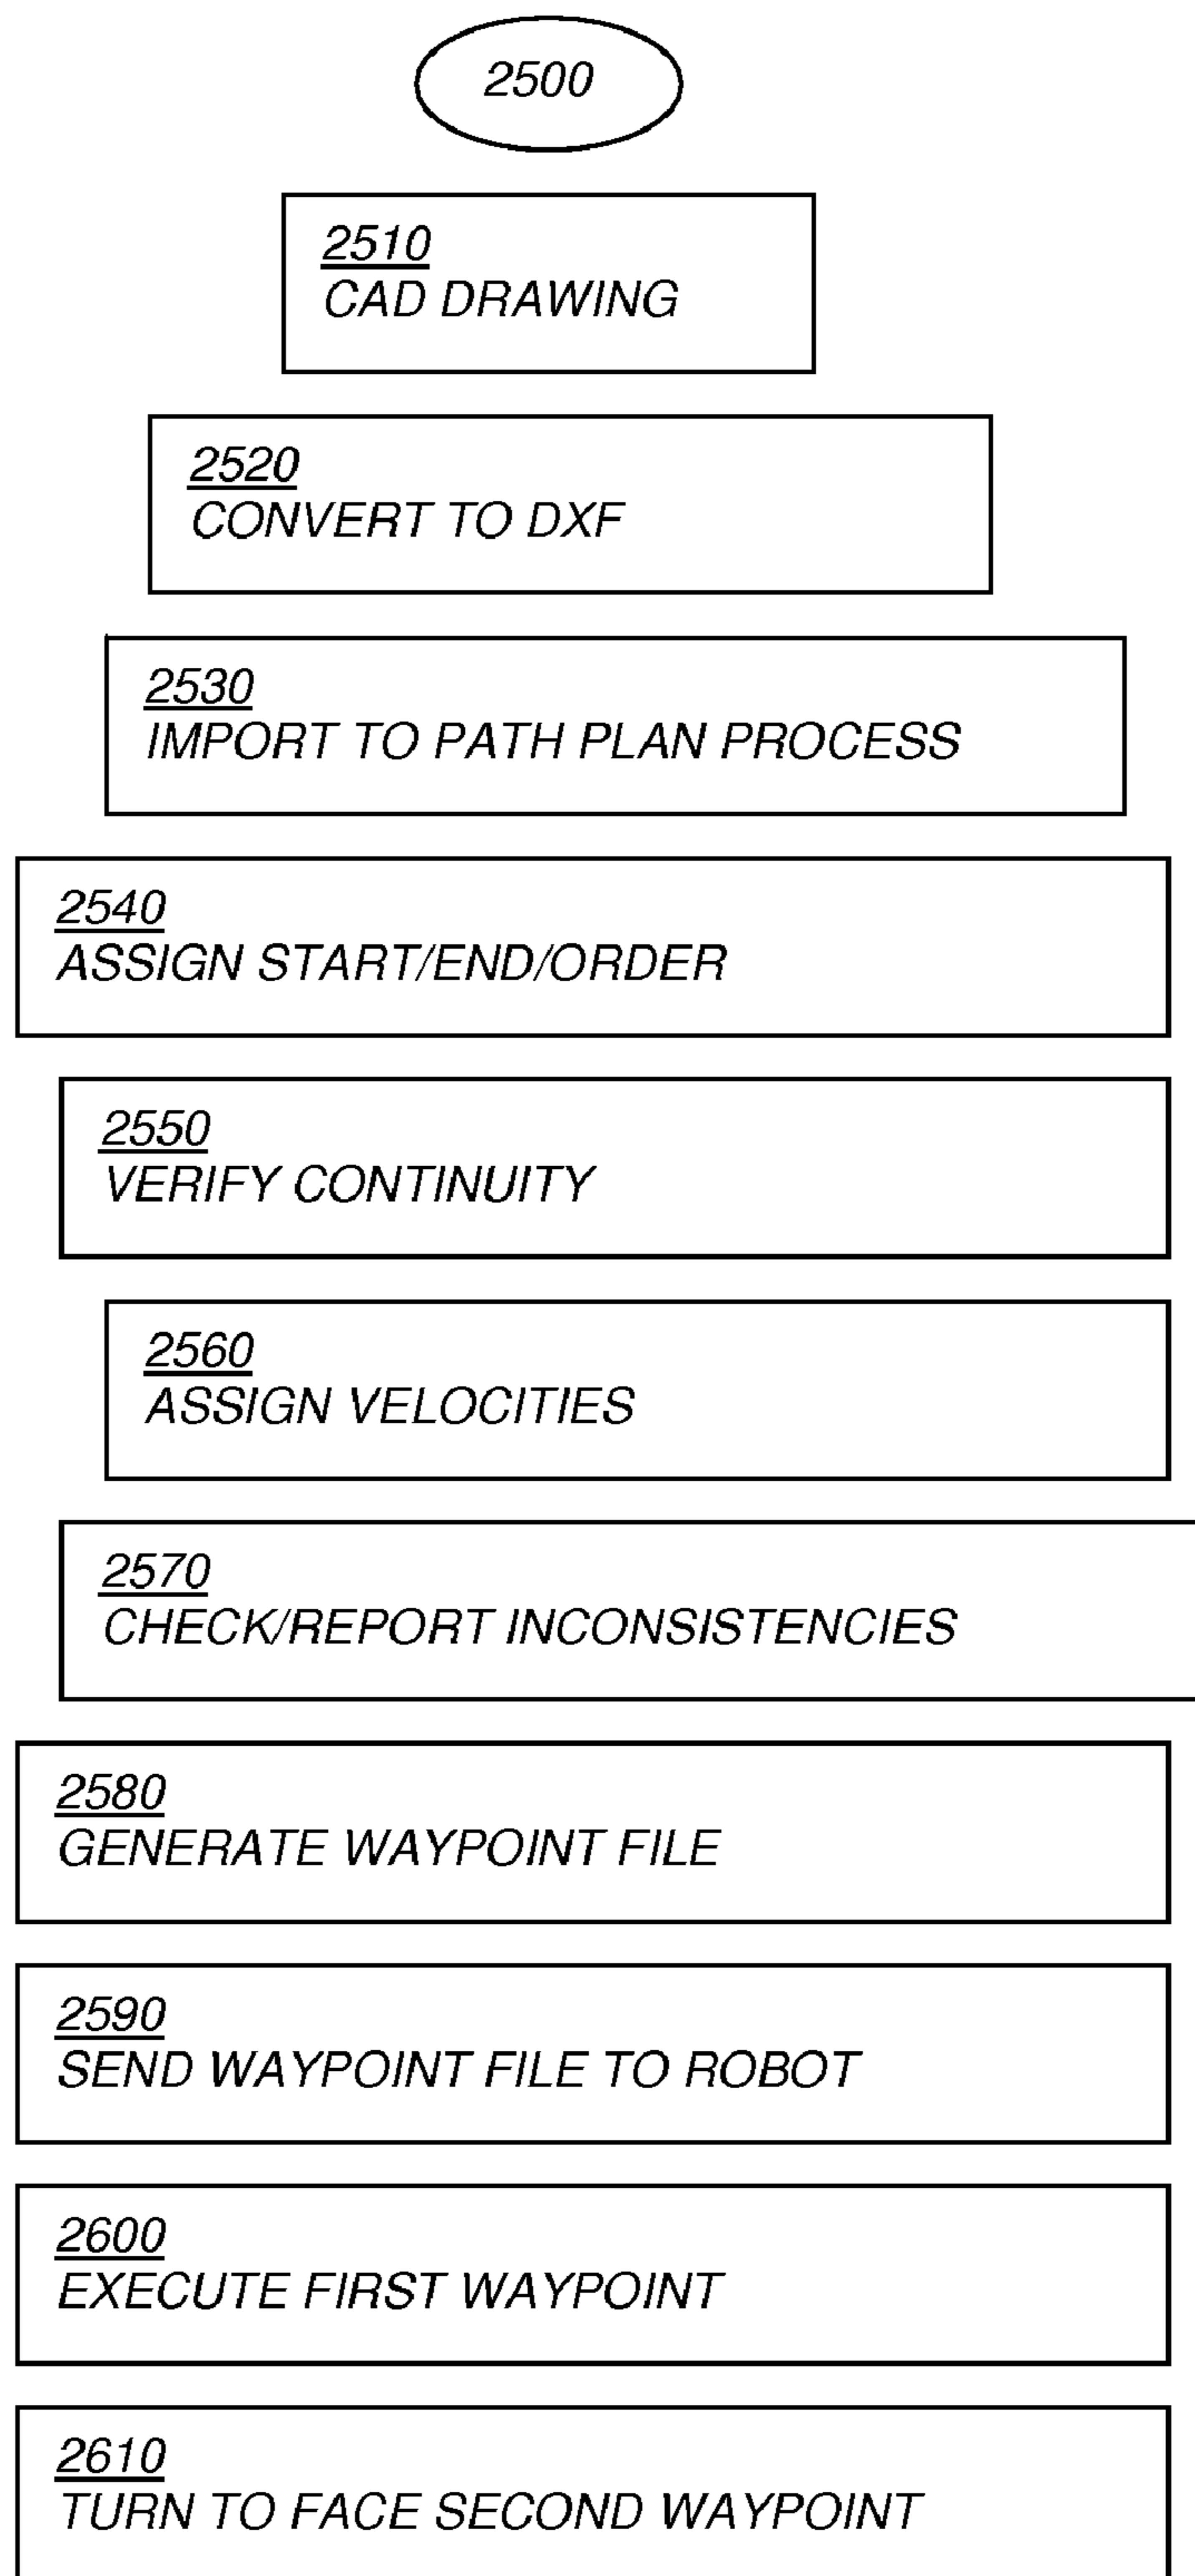 2500
2510
CAD DRAWING
2520
CONVERT TO DXF
2530
IMPORT TO PATH PLAN PROCESS
2540
ASSIGN START/END/ORDER
2550
VERIFY CONTINUITY
2560
ASSIGN VELOCITIES
2570
CHECK/REPORT INCONSISTENCIES
2580
GENERATE WAYPOINT FILE
2590
SEND WAYPOINT FILE TO ROBOT
2600
EXECUTE FIRST WAYPOINT
2610
TURN TO FACE SECOND WAYPOINT